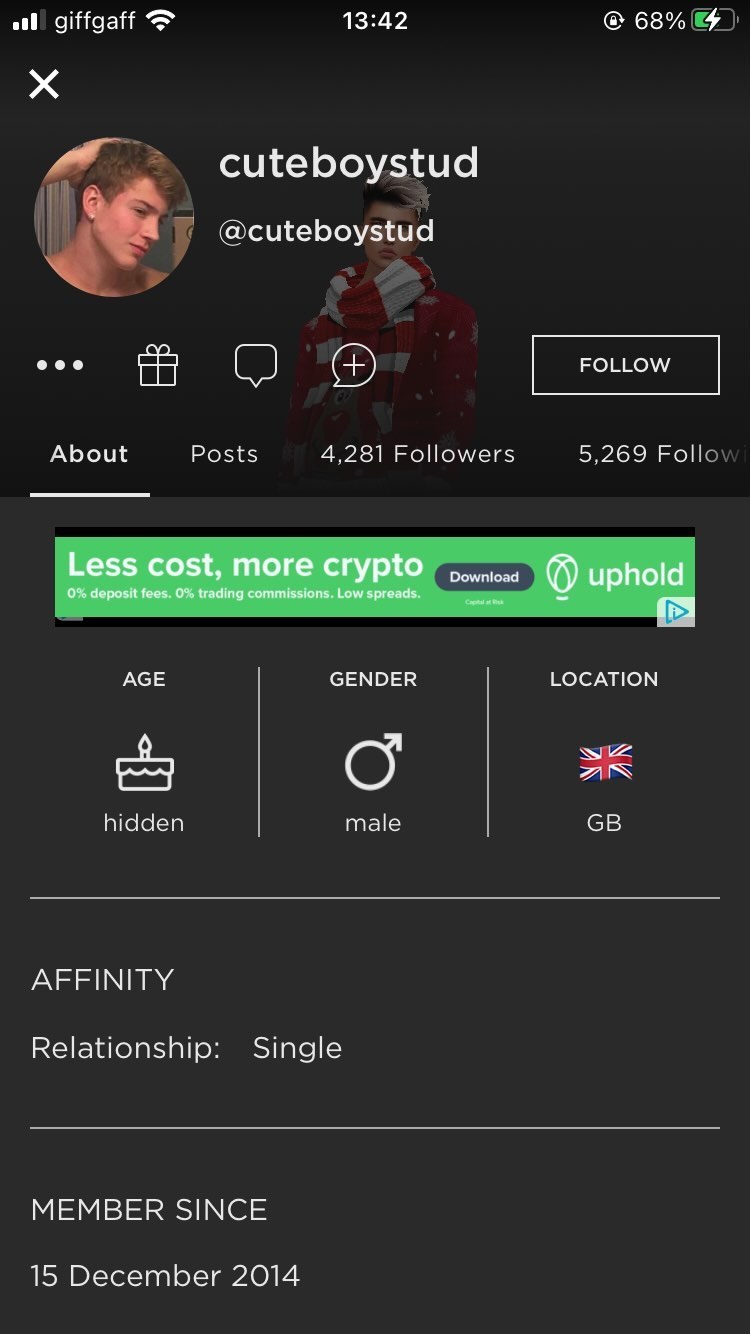 giffgaff 13:42 68%
cuteboystud
@cuteboystud
FOLLOW
About Posts 4,281 Followers 5,269 Followi
Less cost, more crypto
0% deposit fees. 0% trading commissions. Low spreads.
Download
Capital at Risk
uphold
AGE GENDER LOCATION
hidden male GB
AFFINITY
Relationship: Single
MEMBER SINCE
15 December 2014